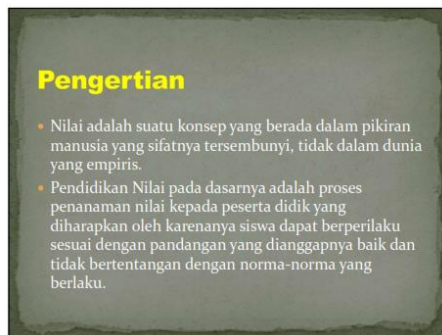 Pengertian
Nilai adalah suatu konsep yang berada dalam pikiran
manusia yang sifatnya tersembunyi, tidak dalam dunia
yang empiris.
Pendidikan Nilai pada dasarnya adalah proses
penanaman nilai kepada peserta didik yang
diharapkan oleh karenanya siswa dapat berperilaku
sesuai dengan pandangan yang dianggapnya baik dan
tidak bertentangan dengan norma-norma yang
berlaku.